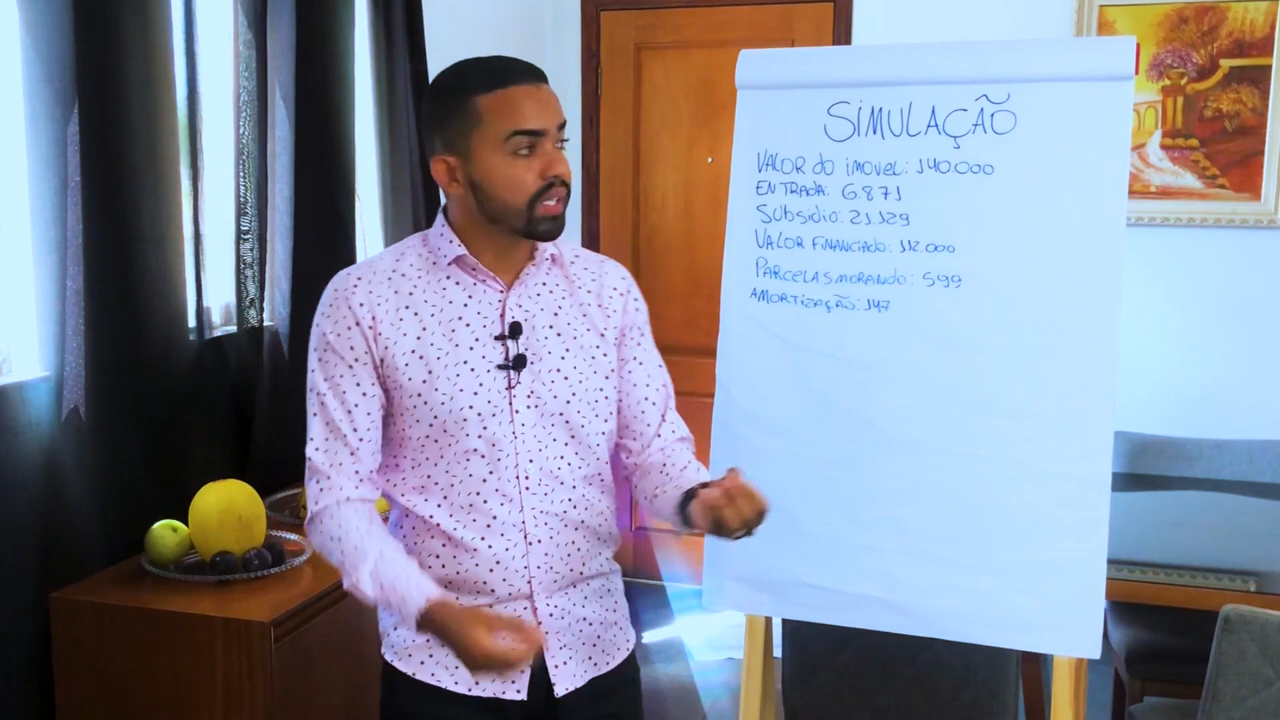 SIMULAÇÃO
VALOR do imovel: 140.000
ENTRADA: 6.871
Subsidio: 21.129
VALOR FINANCIADO: 112.000
PARCELAS MORANDO: 599
AMORTIZAÇÃO: 147